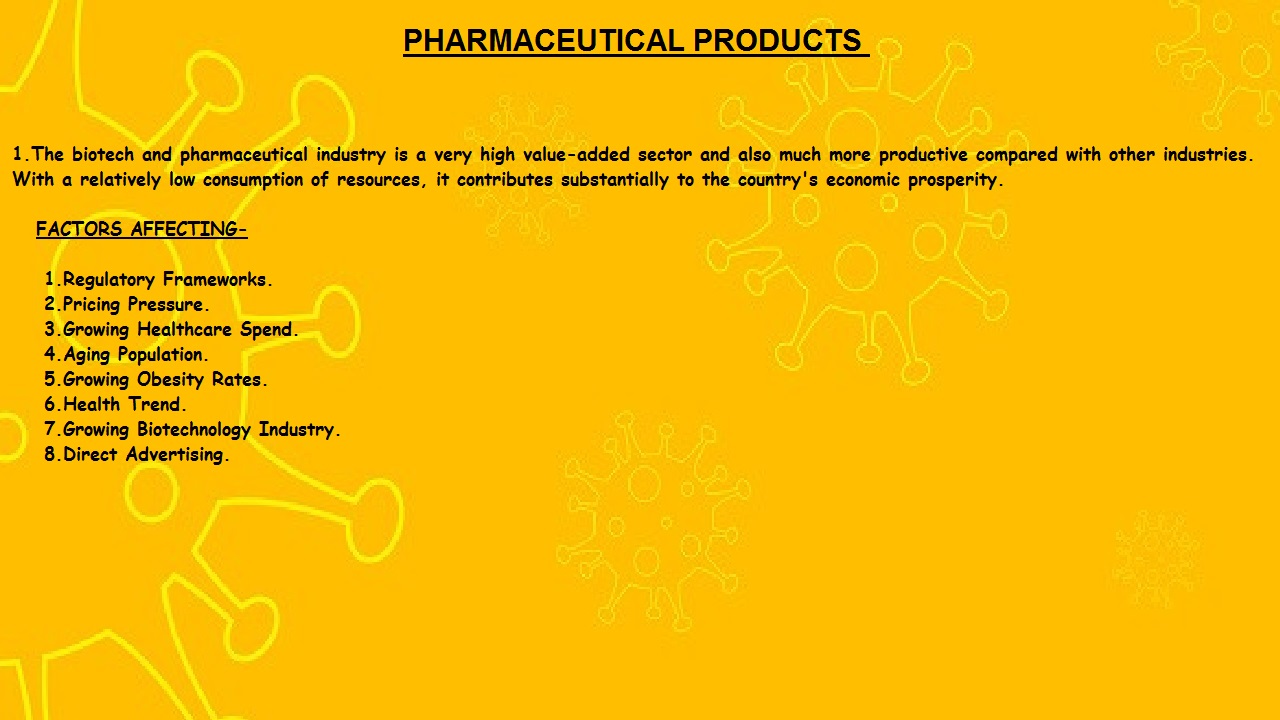 PHARMACEUTICAL PRODUCTS
1.The biotech and pharmaceutical industry is a very high value-added sector and also much more productive compared with other industries.
With a relatively low consumption of resources, it contributes substantially to the country's economic prosperity.
FACTORS AFFECTING-
1.Regulatory Frameworks.
2.Pricing Pressure.
3.Growing Healthcare Spend.
4.Aging Population.
5.Growing Obesity Rates.
6.Health Trend.
7.Growing Biotechnology Industry.
8.Direct Advertising.